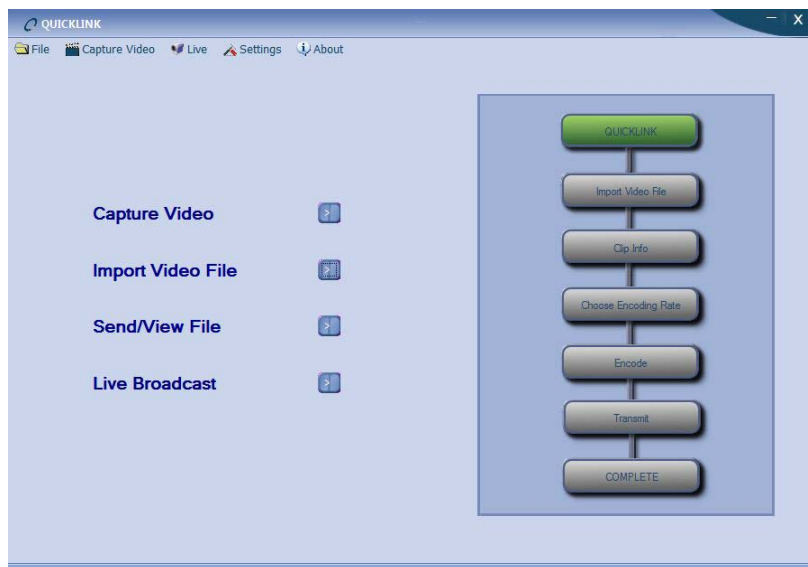 QUICKLINK
File Capture Video Live Settings About
Capture Video
Import Video File
Send/View File
Live Broadcast
QUICKLINK
Import Video File
Clip Info
Choose Encoding Rate
Encode
Transmit
COMPLETE